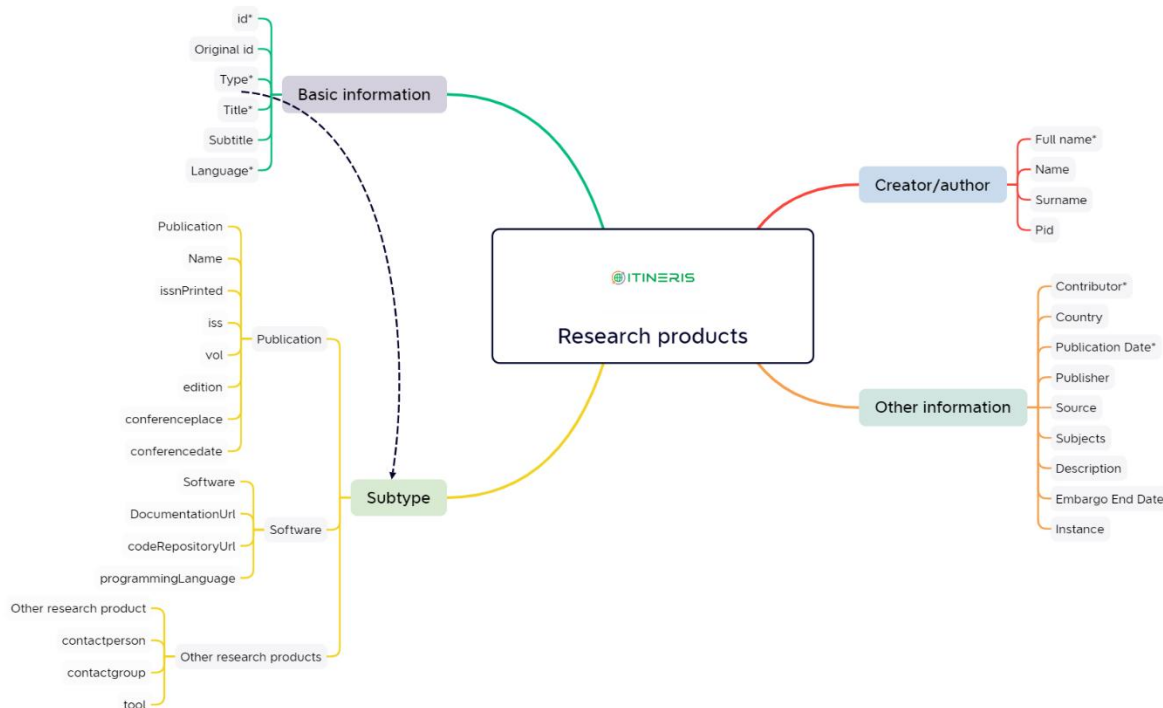 id*
Original id
Type*
Title*
Subtitle
Language*
Basic information
Publication
Name
issnPrinted
iss
vol
edition
conferenceplace
conferencedate
Publication
Software
DocumentationUrl
codeRepositoryUrl
programmingLanguage
Software
Other research product
contactperson
contactgroup
tool
Other research products
Subtype
ITINERIS
Research products
Creator/author
Full name*
Name
Surname
Pid
Other information
Contributor*
Country
Publication Date*
Publisher
Source
Subjects
Description
Embargo End Date
Instance